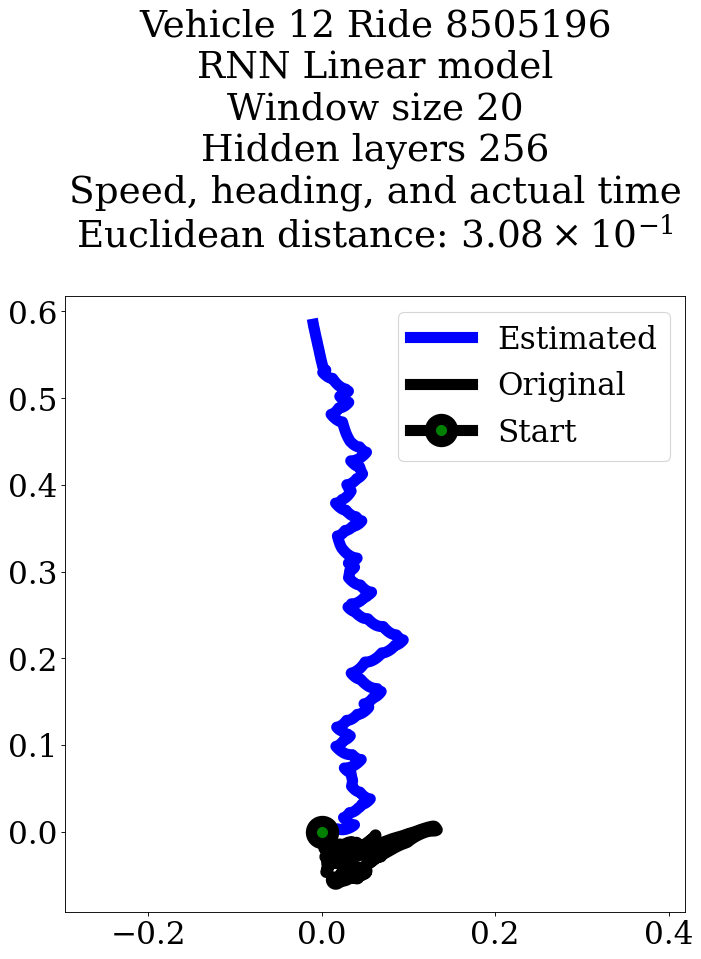 Vehicle 12 Ride 8505196
RNN Linear model
Window size 20
Hidden layers 256
Speed, heading, and actual time
Euclidean distance: 3.08 × 10⁻¹
0.6
0.5
0.4
0.3
0.2
0.1
0.0
Estimated
Original
Start
−0.2 0.0 0.2 0.4